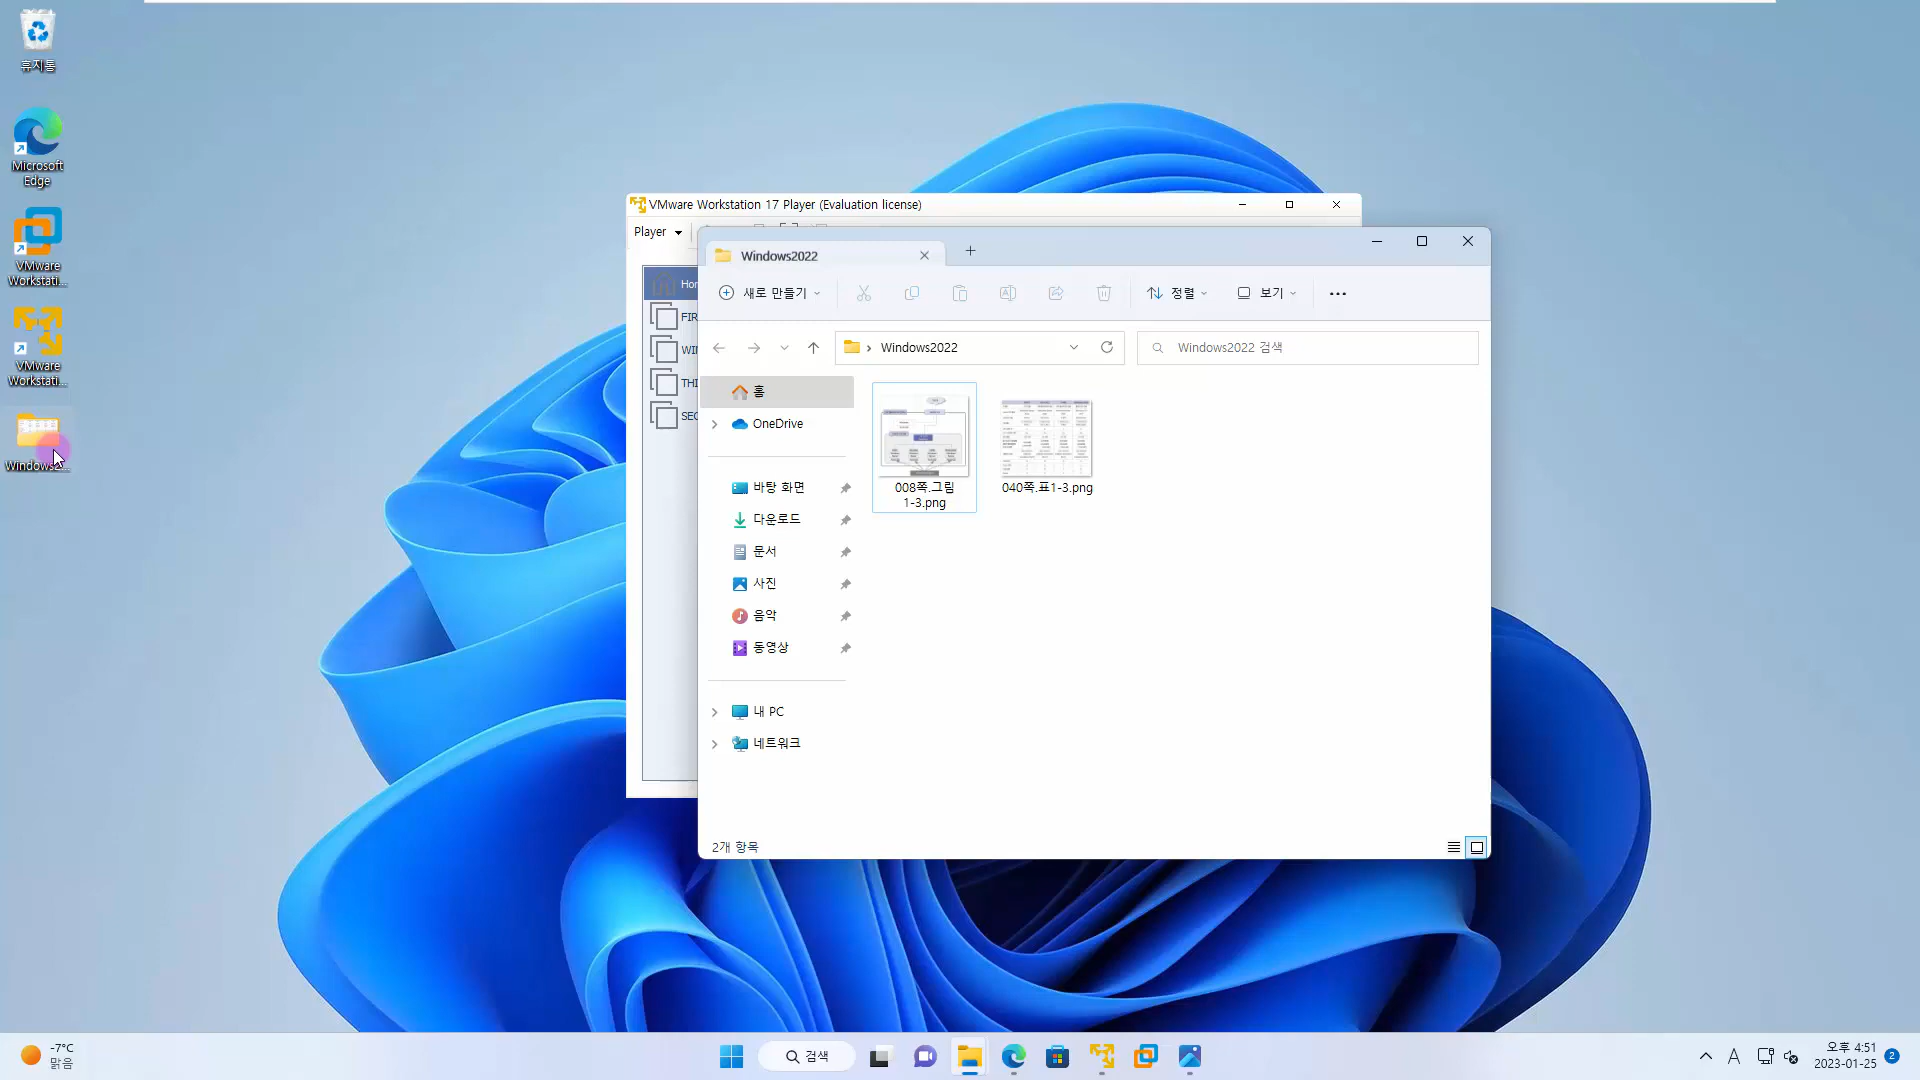 휴지통
Microsoft
Edge
VMware
Workstati...
VMware
Workstati...
Windows2...
VMware Workstation 17 Player (Evaluation license)
Player
Windows2022
새로 만들기
정렬
보기
Windows2022
Windows2022 검색
홈
OneDrive
바탕 화면
다운로드
문서
사진
음악
동영상
내 PC
네트워크
008쪽.그림
1-3.png
040쪽.표1-3.png
2개 항목
-7°C
맑음
검색
A
오후 4:51
2023-01-25
2